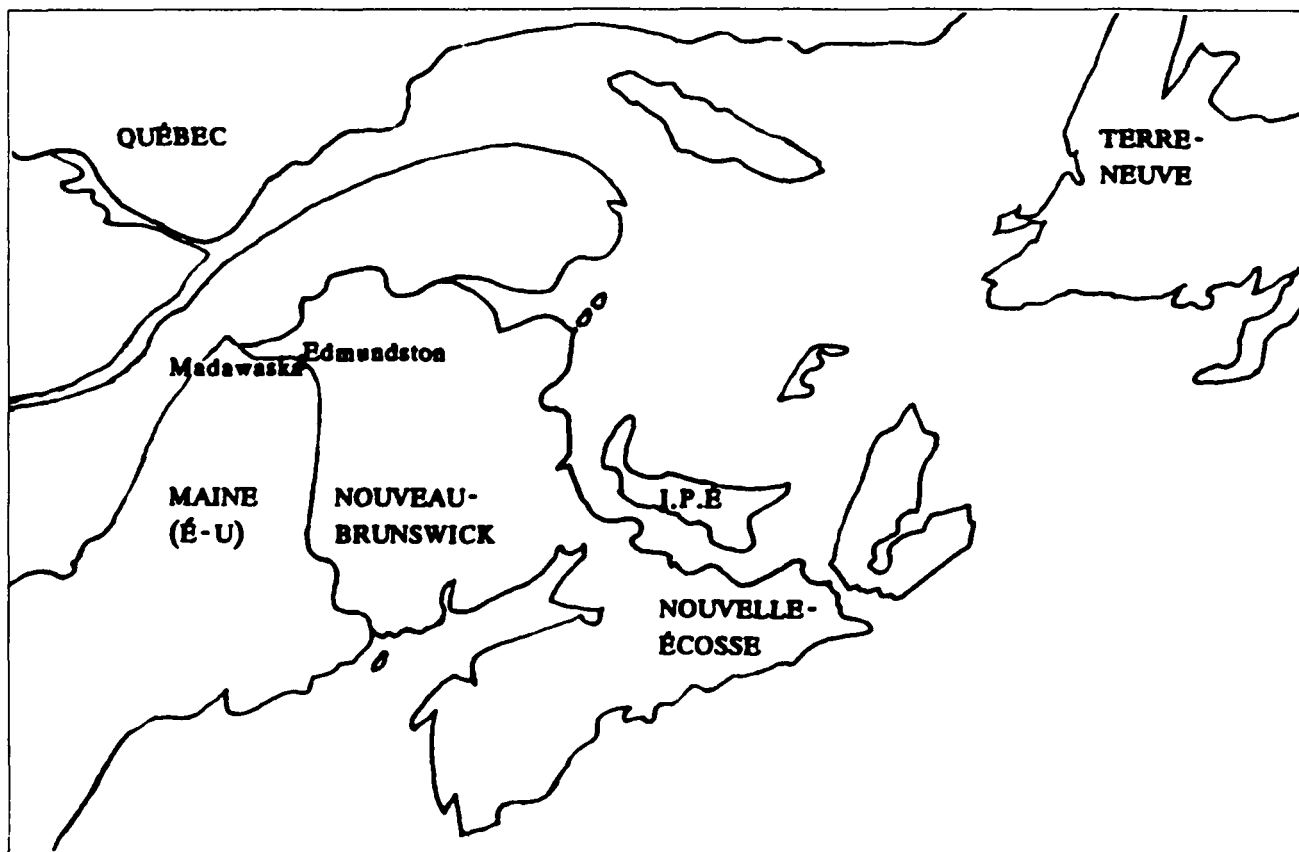 QUÉBEC
TERRE-
NEUVE
Edmundston
Madawaska
MAINE
(É-U)
NOUVEAU-
BRUNSWICK
I.P.É
NOUVELLE-
ÉCOSSE